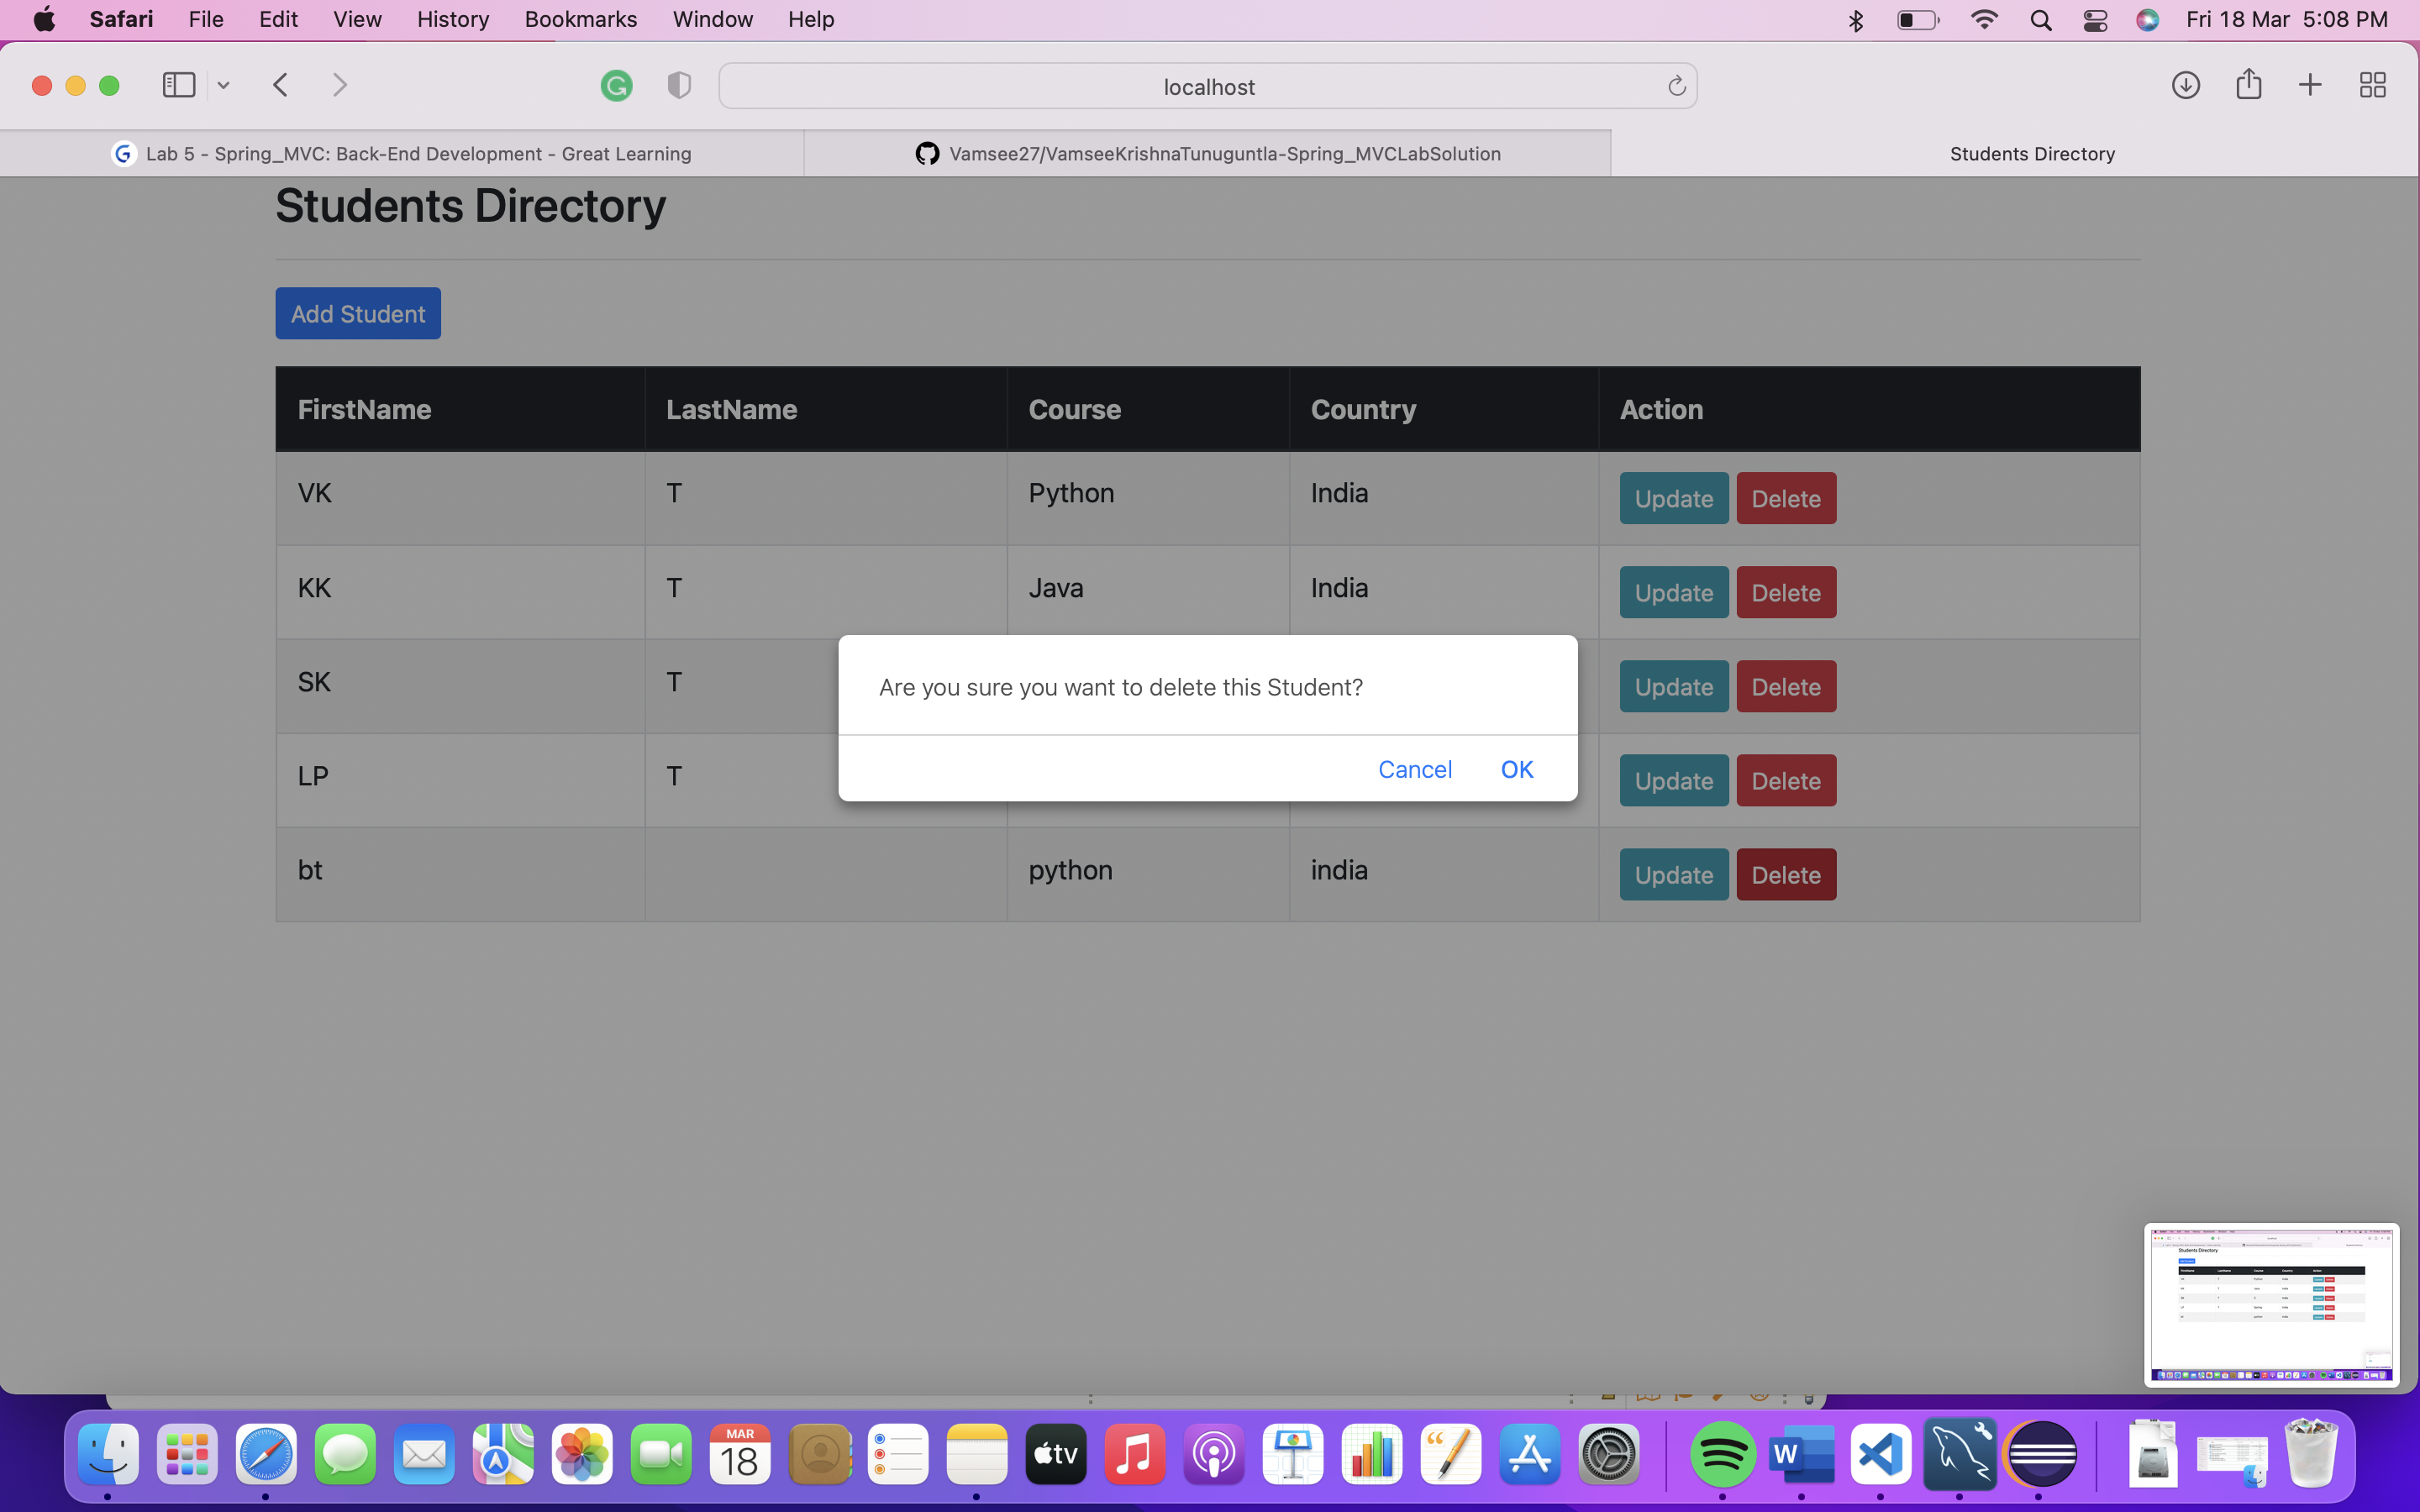 Safari File Edit View History Bookmarks Window Help Fri 18 Mar 5:08 PM
localhost
Lab 5 - Spring_MVC: Back-End Development - Great Learning Vamsee27/VamseeKrishnaTunuguntla-Spring_MVCLabSolution Students Directory
Students Directory
Add Student
FirstName LastName Course Country Action
VK T Python India Update Delete
KK T Java India Update Delete
SK T Update Delete
Are you sure you want to delete this Student?
Cancel OK
LP T Update Delete
bt python india Update Delete
Students Directory
MAR
18
tv
W